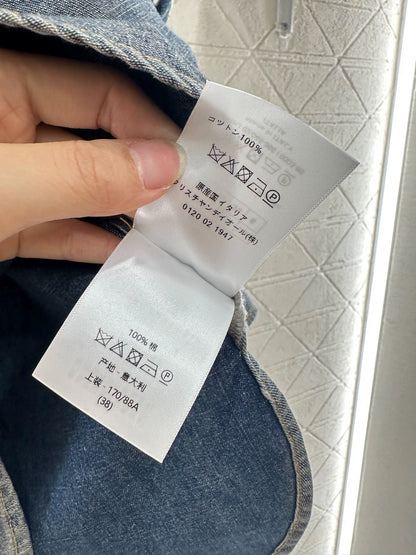 コットン100%
P
原産国イタリア
クリスチャンディオール(株)
0120 02 1947
100% 棉
P
产地 - 意大利
上装 - 170/88A
(38)